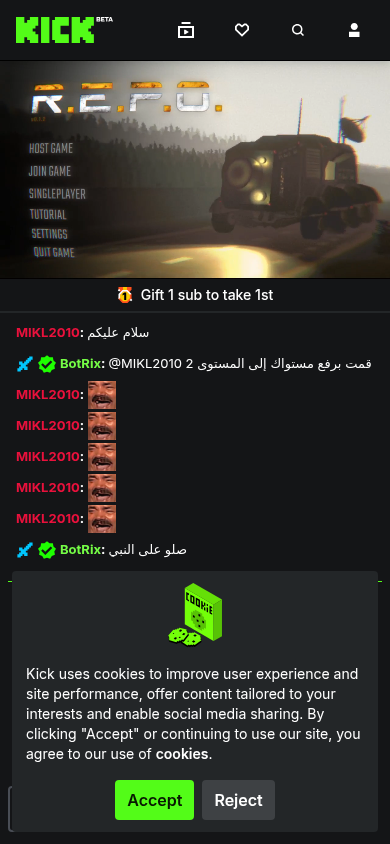 KICK BETA
R.E.P.O.
HOST GAME
JOIN GAME
SINGLEPLAYER
TUTORIAL
SETTINGS
QUIT GAME
Gift 1 sub to take 1st
MIKL2010: سلام عليكم
BotRix: @MIKL2010 قمت برفع مستواك إلى المستوى 2
MIKL2010:
MIKL2010:
MIKL2010:
MIKL2010:
MIKL2010:
BotRix: صلو على النبي
COOKIE
Kick uses cookies to improve user experience and
site performance, offer content tailored to your
interests and enable social media sharing. By
clicking "Accept" or continuing to use our site, you
agree to our use of cookies.
Accept
Reject